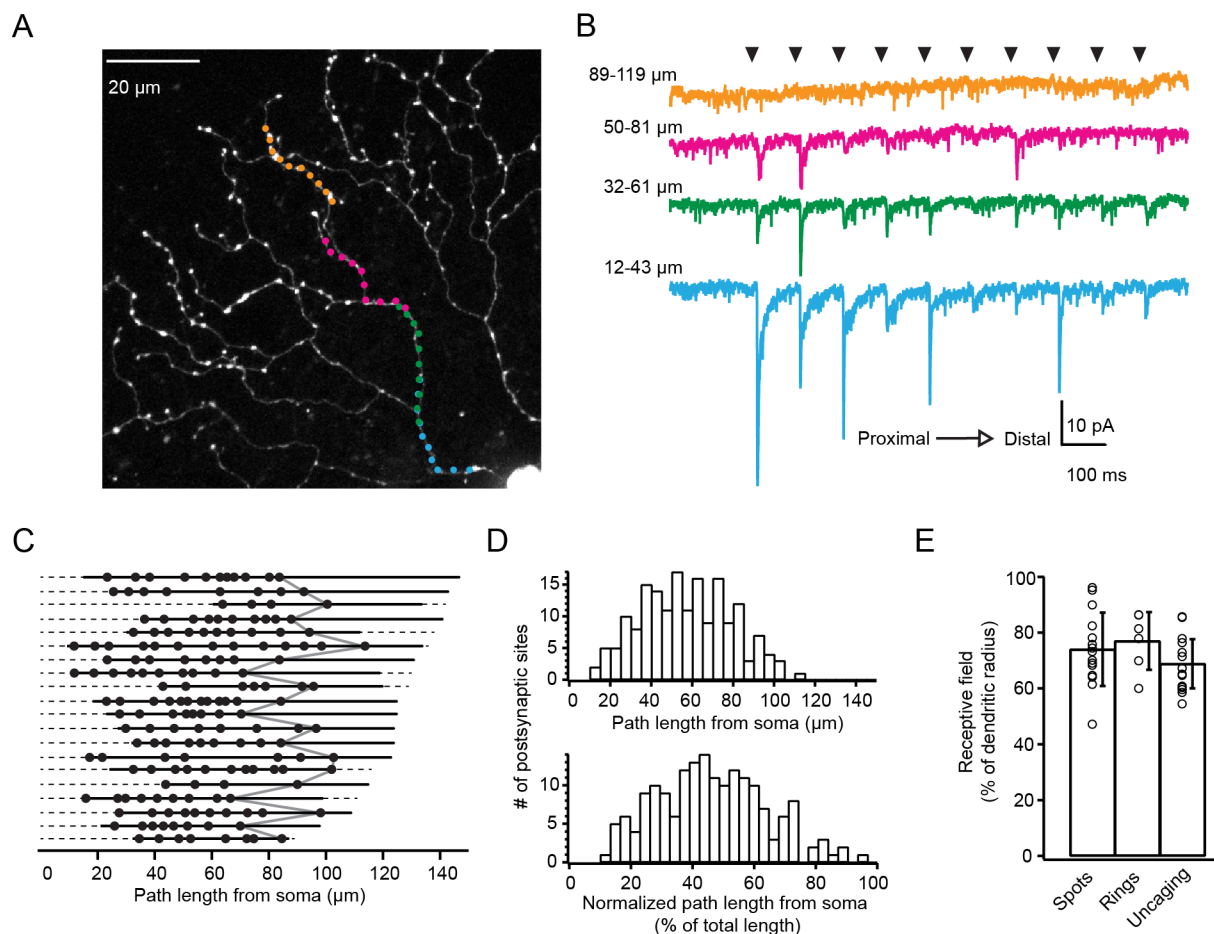 A
20 µm
B
89-119 µm
50-81 µm
32-61 µm
12-43 µm
Proximal
Distal
10 pA
100 ms
C
0
20
40
60
80
100
120
140
Path length from soma (µm)
D
# of postsynaptic sites
15
10
5
0
0
20
40
60
80
100
120
140
Path length from soma (µm)
10
5
0
0
20
40
60
80
100
Normalized path length from soma
(% of total length)
E
Receptive field
(% of dendritic radius)
100
80
60
40
20
0
Spots
Rings
Uncaging